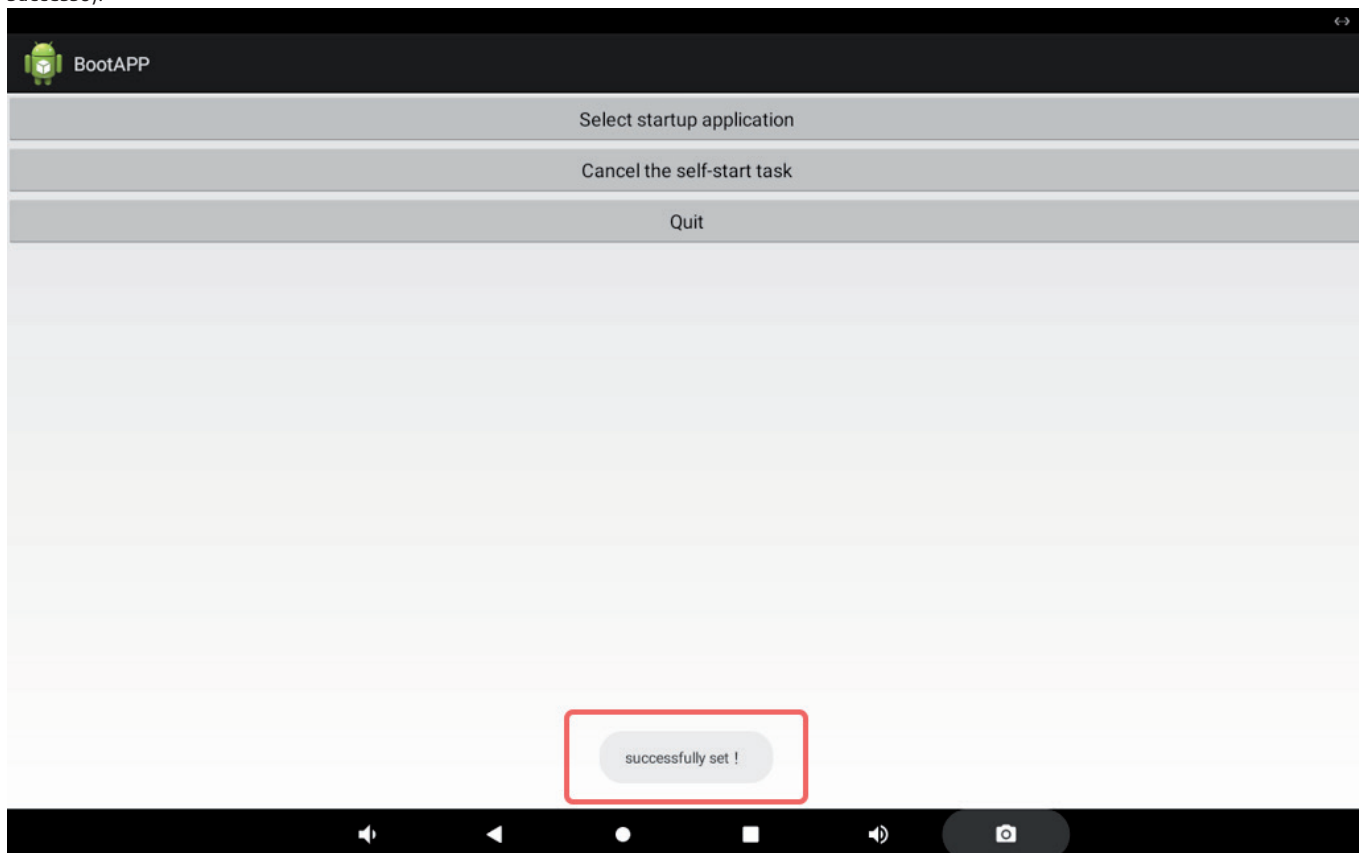 BootAPP
Select startup application
Cancel the self-start task
Quit
successfully set !